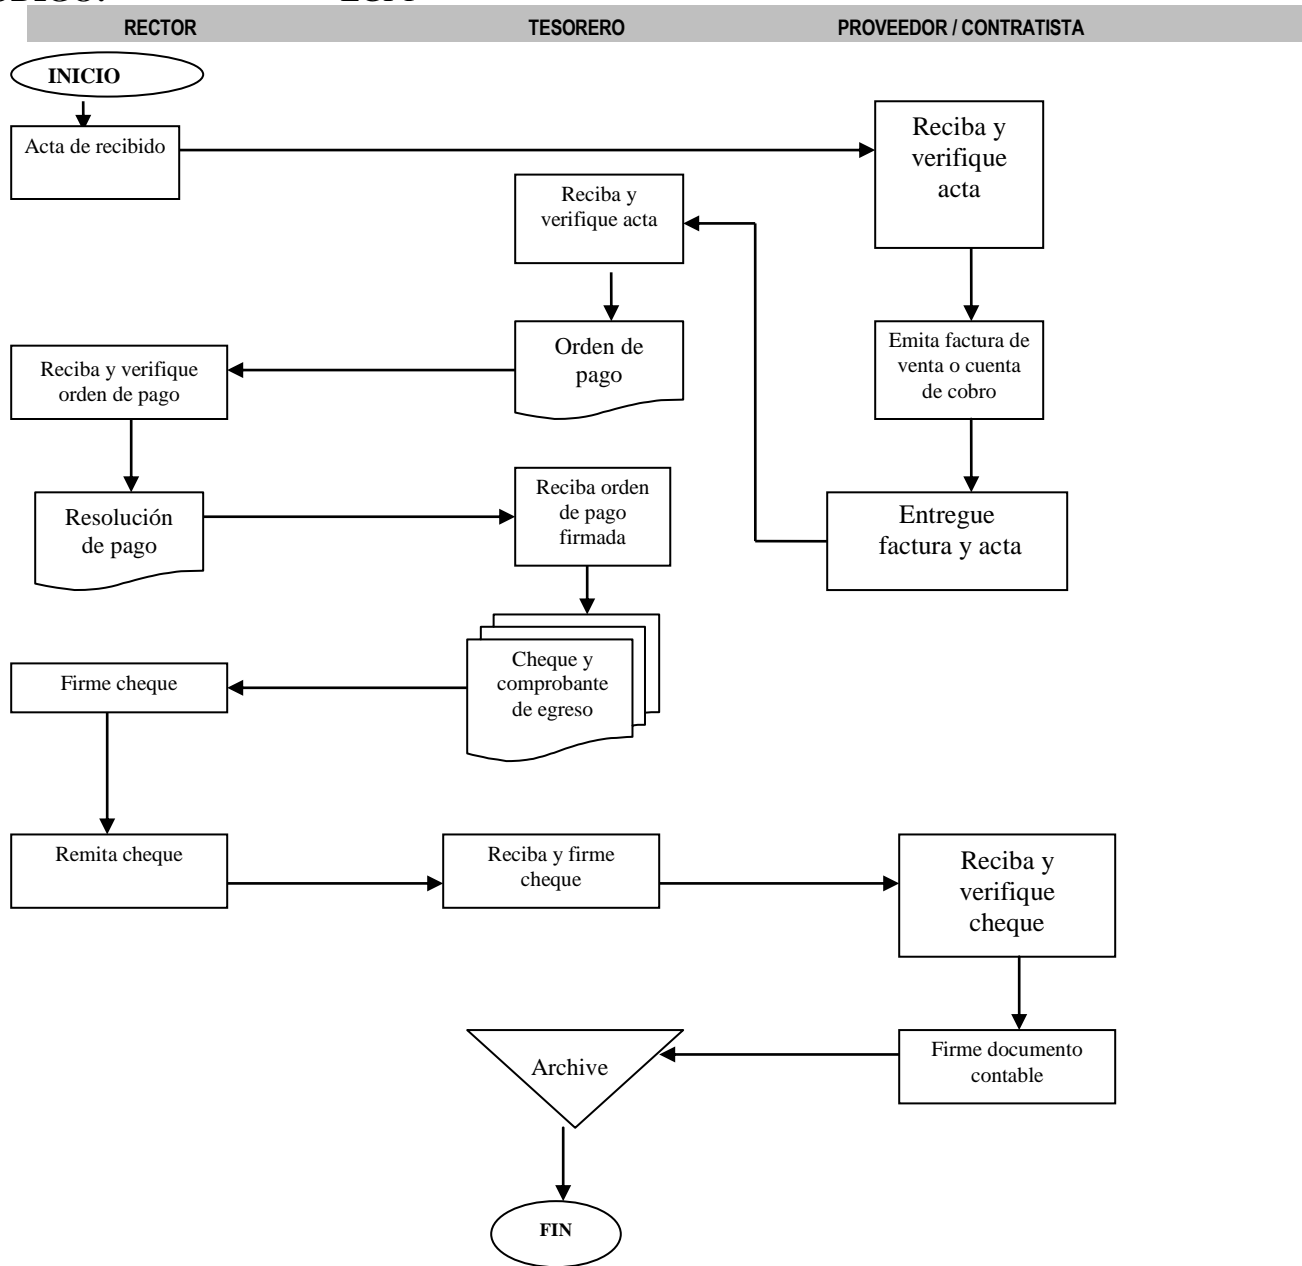 RECTOR TESORERO PROVEEDOR / CONTRATISTA
INICIO
Acta de recibido
Reciba y
verifique
acta
Reciba y
verifique acta
Emita factura de
venta o cuenta
de cobro
Orden de
pago
Reciba y verifique
orden de pago
Resolución
de pago
Reciba orden
de pago
firmada
Entregue
factura y acta
Cheque y
comprobante
de egreso
Firme cheque
Remita cheque
Reciba y firme
cheque
Reciba y
verifique
cheque
Firme documento
contable
Archive
FIN